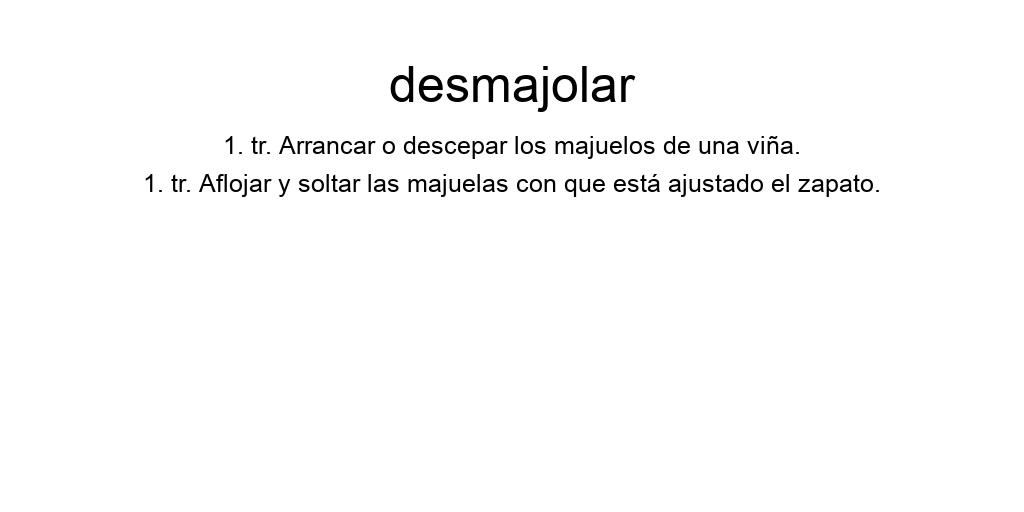 desmajolar
1. tr. Arrancar o descepar los majuelos de una viña.
1. tr. Aflojar y soltar las majuelas con que está ajustado el zapato.